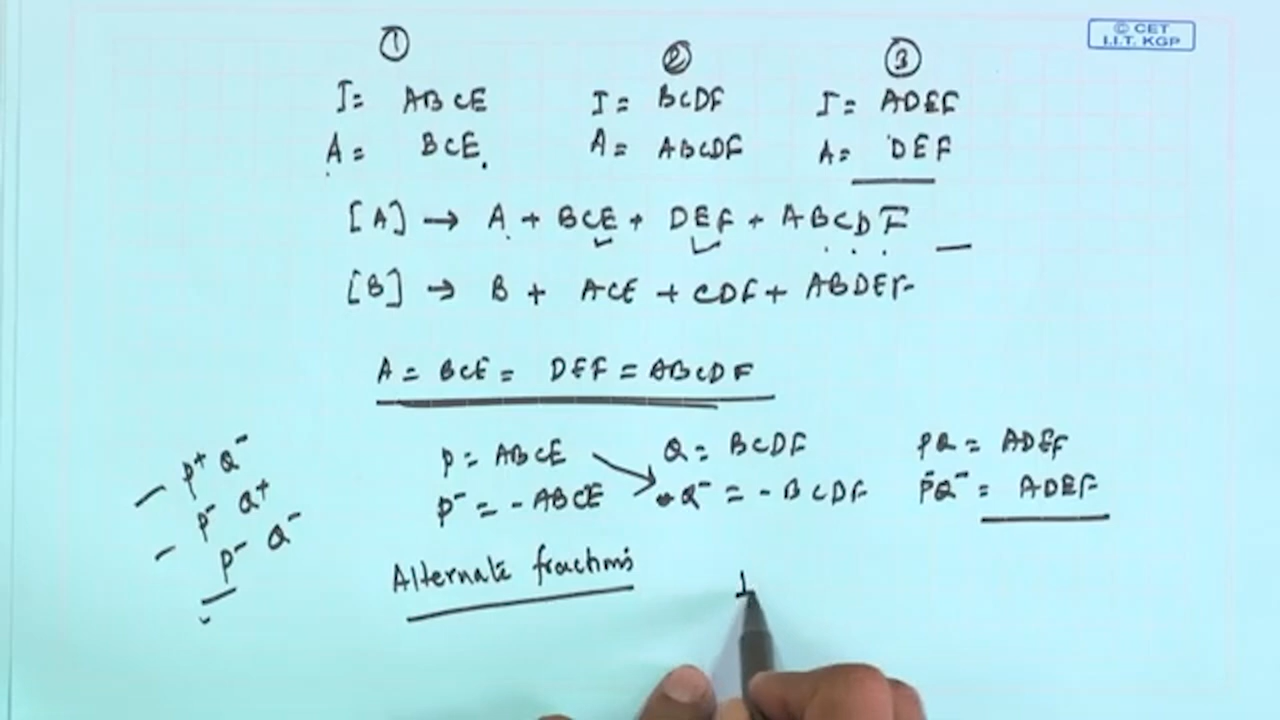 © CET
I.I.T. KGP
① ② ③
I = ABCE I = BCDF I = ADEF
A = BCE. A = ABCDF A = DEF
[A] → A + BCE + DEF + ABCDF
[B] → B + ACE + CDF + ABDEF
A = BCE = DEF = ABCDF
P = ABCE Q = BCDF PQ = ADEF
P⁻ = - ABCE Q⁻ = - BCDF P⁻Q⁻ = ADEF
P⁺ Q⁻
P⁻ Q⁺
P⁻ Q⁻
Alternate fractions
I